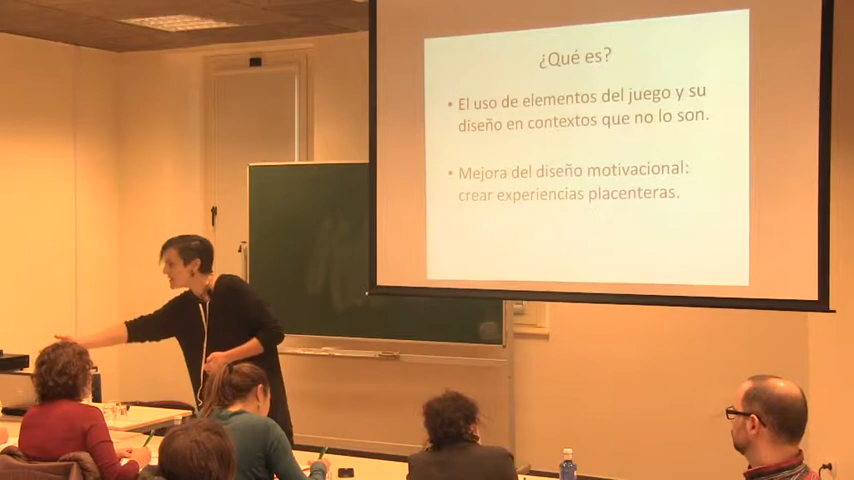 ¿Qué es?
• El uso de elementos del juego y su
diseño en contextos que no lo son.
• Mejora del diseño motivacional:
crear experiencias placenteras.